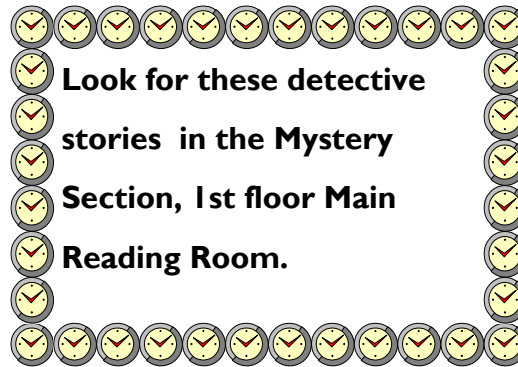 Look for these detective
stories in the Mystery
Section, 1st floor Main
Reading Room.